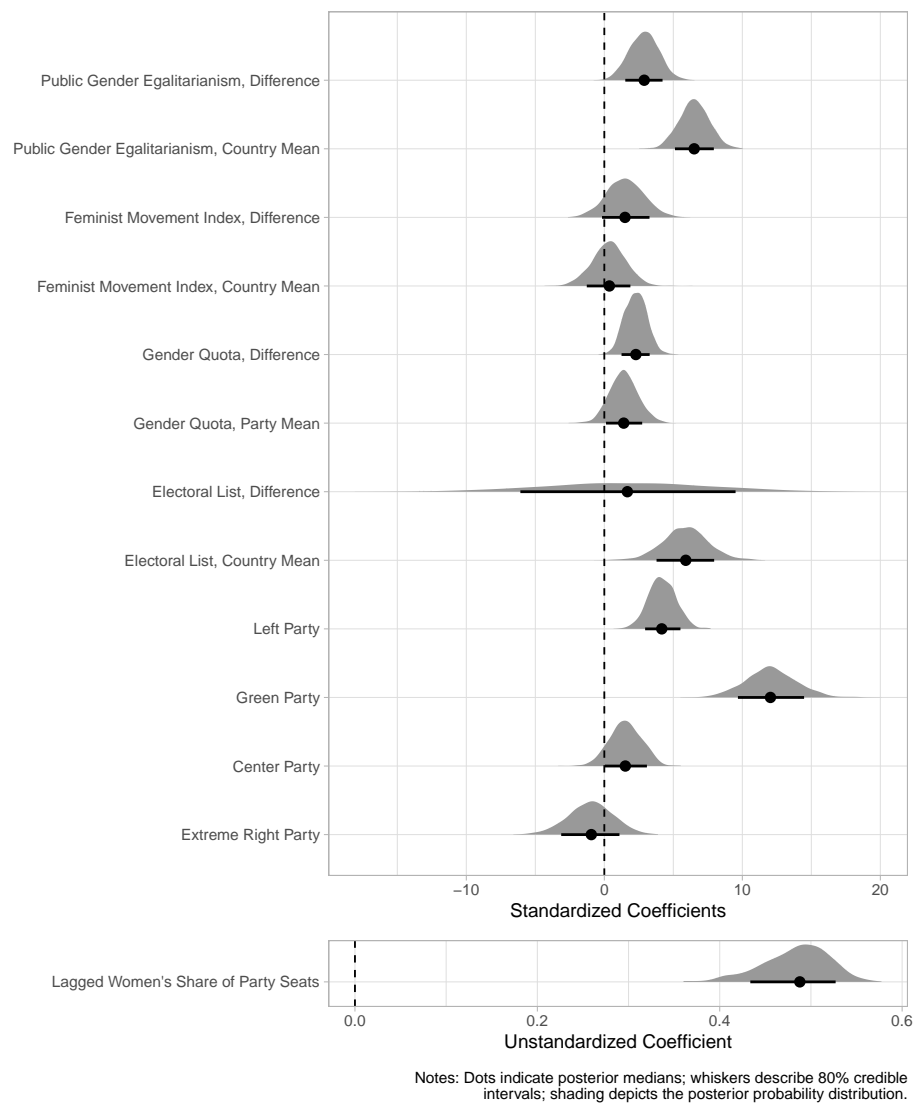 Public Gender Egalitarianism, Difference
Public Gender Egalitarianism, Country Mean
Feminist Movement Index, Difference
Feminist Movement Index, Country Mean
Gender Quota, Difference
Gender Quota, Party Mean
Electoral List, Difference
Electoral List, Country Mean
Left Party
Green Party
Center Party
Extreme Right Party
−10 0 10 20
Standardized Coefficients
Lagged Women's Share of Party Seats
0.0 0.2 0.4 0.6
Unstandardized Coefficient
Notes: Dots indicate posterior medians; whiskers describe 80% credible
intervals; shading depicts the posterior probability distribution.